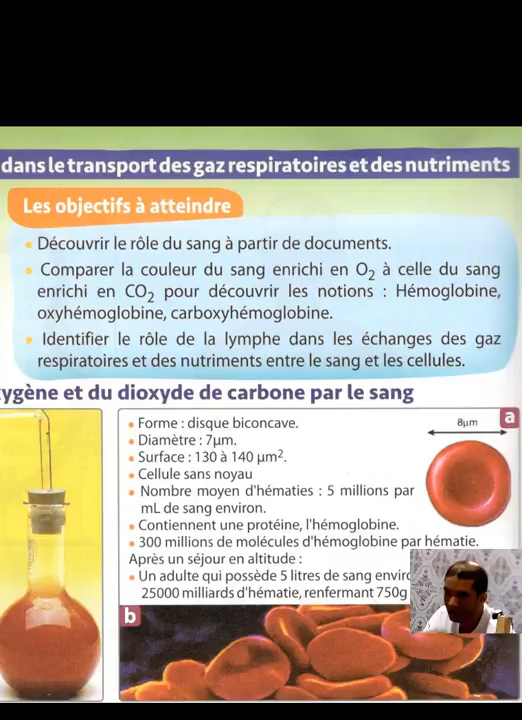 dans le transport des gaz respiratoires et des nutriments
Les objectifs à atteindre
• Découvrir le rôle du sang à partir de documents.
• Comparer la couleur du sang enrichi en O₂ à celle du sang
enrichi en CO₂ pour découvrir les notions : Hémoglobine,
oxyhémoglobine, carboxyhémoglobine.
• Identifier le rôle de la lymphe dans les échanges des gaz
respiratoires et des nutriments entre le sang et les cellules.
ygène et du dioxyde de carbone par le sang
a
8µm
• Forme : disque biconcave.
• Diamètre : 7µm.
• Surface : 130 à 140 µm².
• Cellule sans noyau
• Nombre moyen d'hématies : 5 millions par
mL de sang environ.
• Contiennent une protéine, l'hémoglobine.
• 300 millions de molécules d'hémoglobine par hématie.
Après un séjour en altitude :
• Un adulte qui possède 5 litres de sang enviro
25000 milliards d'hématie, renfermant 750g
b